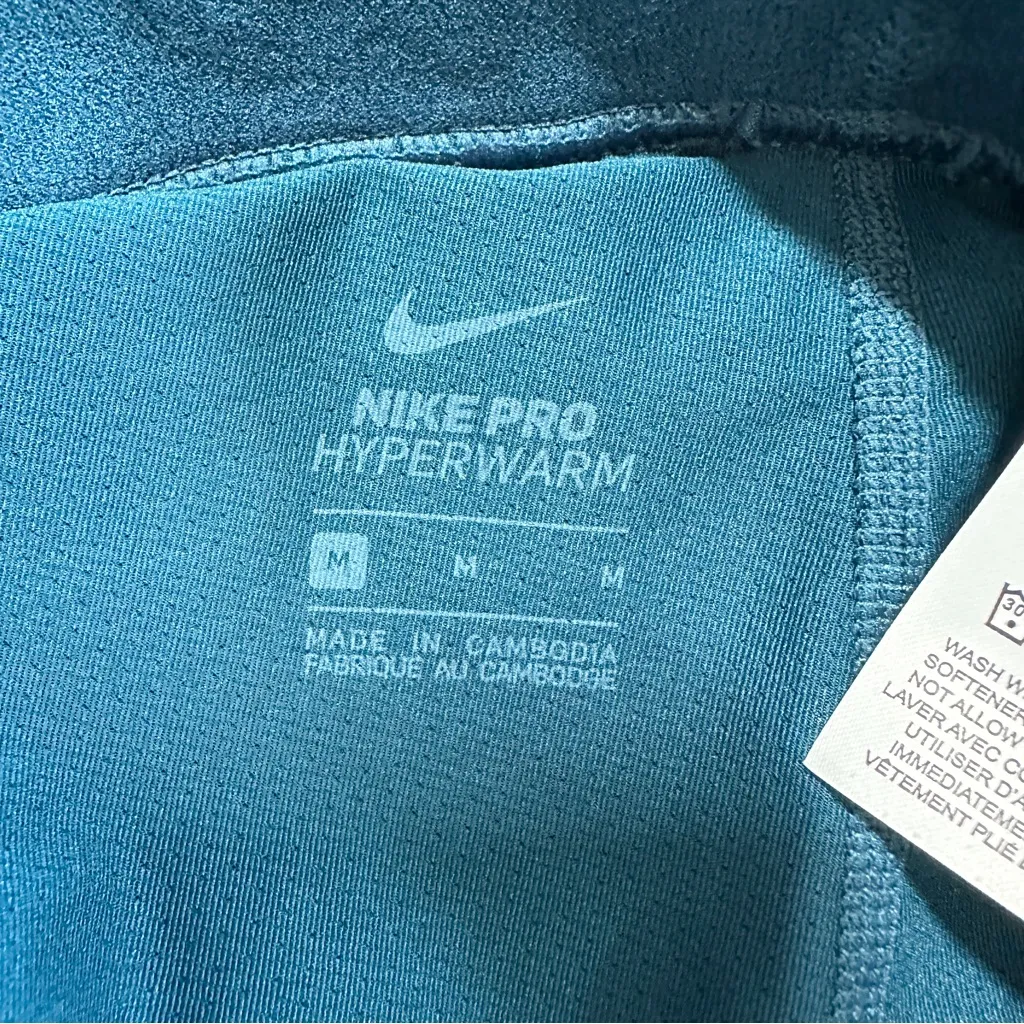 NIKE PRO
HYPERWARM
M M M
MADE IN CAMBODIA
FABRIQUE AU CAMBODGE
30
WASH
SOFTENER
NOT ALLOW
LAVER AVEC
UTILISER
IMMEDIATEME
VÊTEMENT PLIÉ